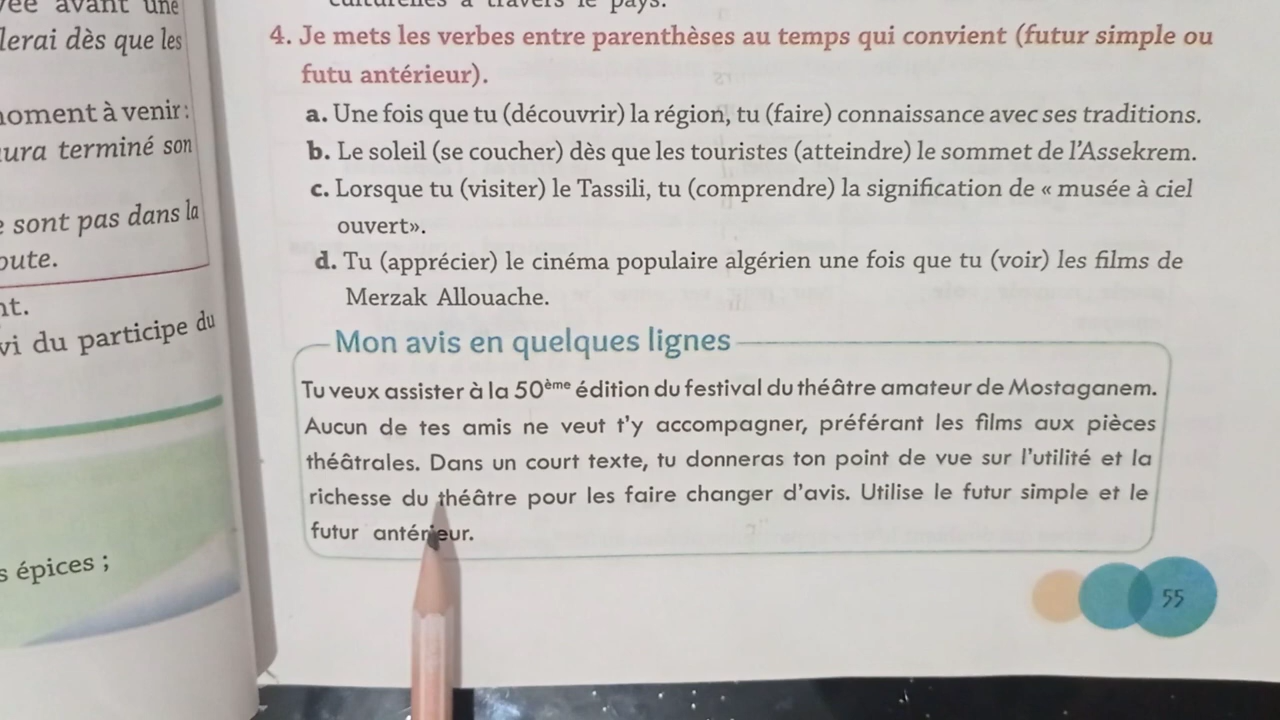 ée avant une
lerai dès que les
moment à venir:
ura terminé son
sont pas dans la
oute.
nt.
vi du participe du
s épices ;
culturelles à travers le pays.
4. Je mets les verbes entre parenthèses au temps qui convient (futur simple ou
futu antérieur).
a. Une fois que tu (découvrir) la région, tu (faire) connaissance avec ses traditions.
b. Le soleil (se coucher) dès que les touristes (atteindre) le sommet de l'Assekrem.
c. Lorsque tu (visiter) le Tassili, tu (comprendre) la signification de « musée à ciel
ouvert».
d. Tu (apprécier) le cinéma populaire algérien une fois que tu (voir) les films de
Merzak Allouache.
Mon avis en quelques lignes
Tu veux assister à la 50ème édition du festival du théâtre amateur de Mostaganem.
Aucun de tes amis ne veut t'y accompagner, préférant les films aux pièces
théâtrales. Dans un court texte, tu donneras ton point de vue sur l'utilité et la
richesse du théâtre pour les faire changer d'avis. Utilise le futur simple et le
futur antérieur.
55